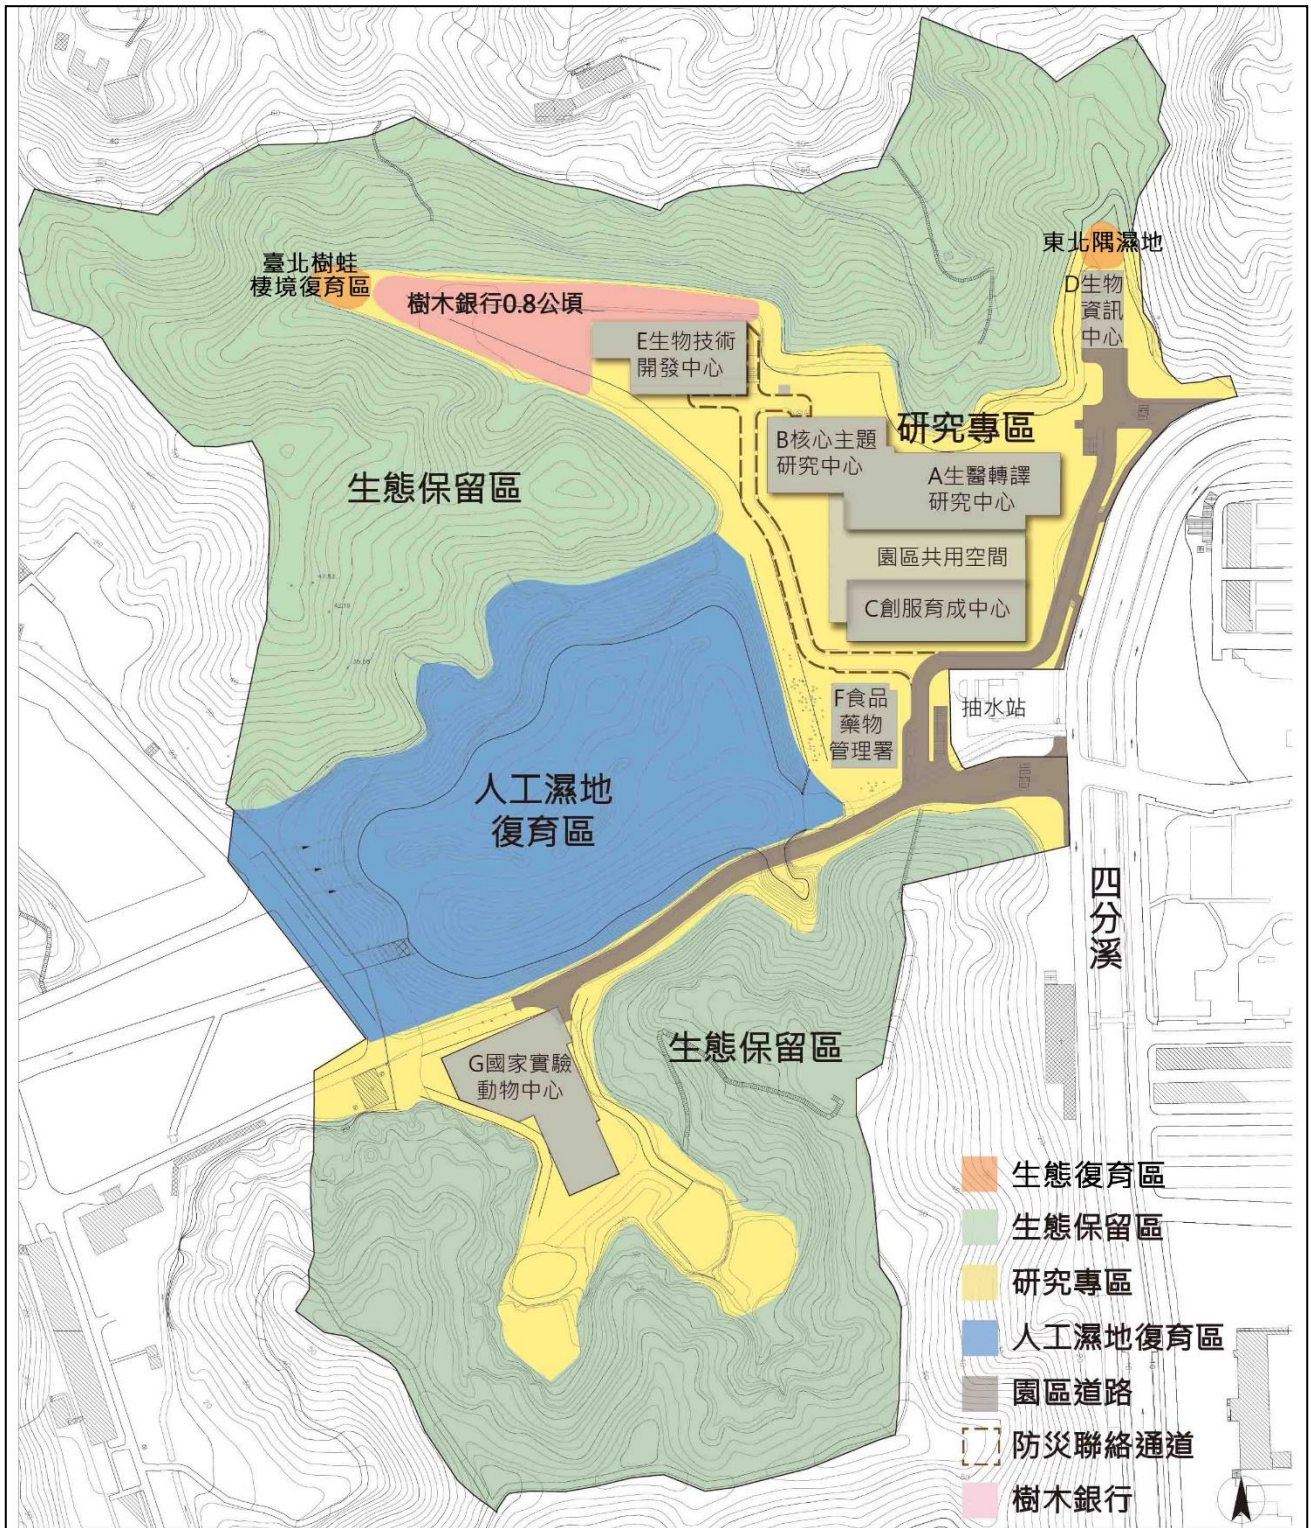 東北隅濕地
臺北樹蛙
棲境復育區
樹木銀行0.8公頃
D生物
資訊
中心
E生物技術
開發中心
研究專區
B核心主題
研究中心
A生醫轉譯
研究中心
生態保留區
園區共用空間
C創服育成中心
F食品
藥物
管理署
抽水站
人工濕地
復育區
四分溪
生態保留區
G國家實驗
動物中心
生態復育區
生態保留區
研究專區
人工濕地復育區
園區道路
防災聯絡通道
樹木銀行